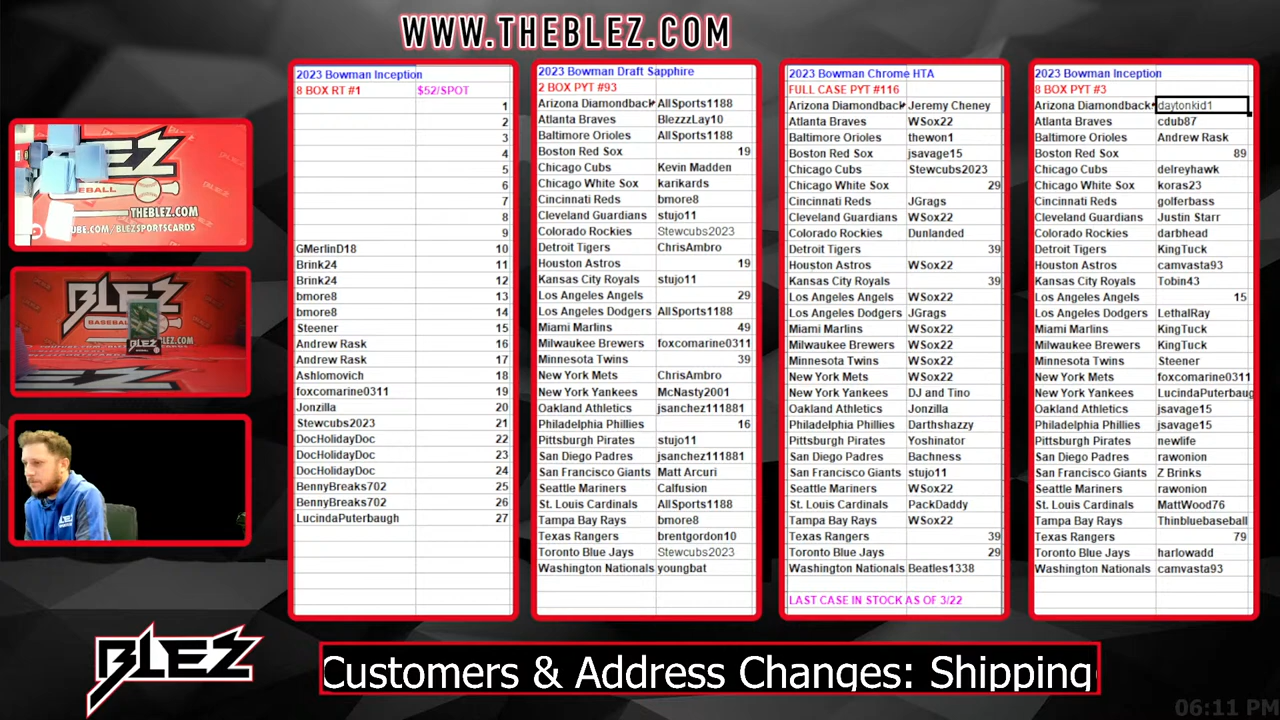 WWW.THEBLEZ.COM
2023 Bowman Inception
8 BOX RT #1 $52/SPOT
1
2
3
4
5
6
7
8
9
GMerlinD18 10
Brink24 11
Brink24 12
bmore8 13
bmore8 14
Steener 15
Andrew Rask 16
Andrew Rask 17
Ashlomovich 18
foxcomarine0311 19
Jonzilla 20
Stewcubs2023 21
DocHolidayDoc 22
DocHolidayDoc 23
DocHolidayDoc 24
BennyBreaks702 25
BennyBreaks702 26
LucindaPuterbaugh 27
2023 Bowman Draft Sapphire
2 BOX PYT #93
Arizona Diamondback AllSports1188
Atlanta Braves BlezzzLay10
Baltimore Orioles AllSports1188
Boston Red Sox 19
Chicago Cubs Kevin Madden
Chicago White Sox karikards
Cincinnati Reds bmore8
Cleveland Guardians stujo11
Colorado Rockies Stewcubs2023
Detroit Tigers ChrisAmbro
Houston Astros 19
Kansas City Royals stujo11
Los Angeles Angels 29
Los Angeles Dodgers AllSports1188
Miami Marlins 49
Milwaukee Brewers foxcomarine0311
Minnesota Twins 39
New York Mets ChrisAmbro
New York Yankees McNasty2001
Oakland Athletics jsanchez111881
Philadelphia Phillies 16
Pittsburgh Pirates stujo11
San Diego Padres jsanchez111881
San Francisco Giants Matt Arcuri
Seattle Mariners Calfusion
St. Louis Cardinals AllSports1188
Tampa Bay Rays bmore8
Texas Rangers brentgordon10
Toronto Blue Jays Stewcubs2023
Washington Nationals youngbat
2023 Bowman Chrome HTA
FULL CASE PYT #116
Arizona Diamondback Jeremy Cheney
Atlanta Braves WSox22
Baltimore Orioles thewon1
Boston Red Sox jsavage15
Chicago Cubs Stewcubs2023
Chicago White Sox 29
Cincinnati Reds JGrags
Cleveland Guardians WSox22
Colorado Rockies Dunlanded
Detroit Tigers 39
Houston Astros WSox22
Kansas City Royals 39
Los Angeles Angels WSox22
Los Angeles Dodgers JGrags
Miami Marlins WSox22
Milwaukee Brewers WSox22
Minnesota Twins WSox22
New York Mets WSox22
New York Yankees DJ and Tino
Oakland Athletics Jonzilla
Philadelphia Phillies Darthshazzy
Pittsburgh Pirates Yoshinator
San Diego Padres Bachness
San Francisco Giants stujo11
Seattle Mariners WSox22
St. Louis Cardinals PackDaddy
Tampa Bay Rays WSox22
Texas Rangers 39
Toronto Blue Jays 29
Washington Nationals Beatles1338
LAST CASE IN STOCK AS OF 3/22
2023 Bowman Inception
8 BOX PYT #3
Arizona Diamondback daytonkid1
Atlanta Braves cdub87
Baltimore Orioles Andrew Rask
Boston Red Sox 89
Chicago Cubs delreyhawk
Chicago White Sox koras23
Cincinnati Reds golferbass
Cleveland Guardians Justin Starr
Colorado Rockies darbhead
Detroit Tigers KingTuck
Houston Astros camvasta93
Kansas City Royals Tobin43
Los Angeles Angels 15
Los Angeles Dodgers LethalRay
Miami Marlins KingTuck
Milwaukee Brewers KingTuck
Minnesota Twins Steener
New York Mets foxcomarine0311
New York Yankees LucindaPuterbaug
Oakland Athletics jsavage15
Philadelphia Phillies jsavage15
Pittsburgh Pirates newlife
San Diego Padres rawonion
San Francisco Giants Z Brinks
Seattle Mariners rawonion
St. Louis Cardinals MattWood76
Tampa Bay Rays Thinbluebaseball
Texas Rangers 79
Toronto Blue Jays harlowadd
Washington Nationals camvasta93
THEBLEZ.COM
BLEZ
BASEBALL
BLEZ
Customers & Address Changes: Shipping
06:11 PM